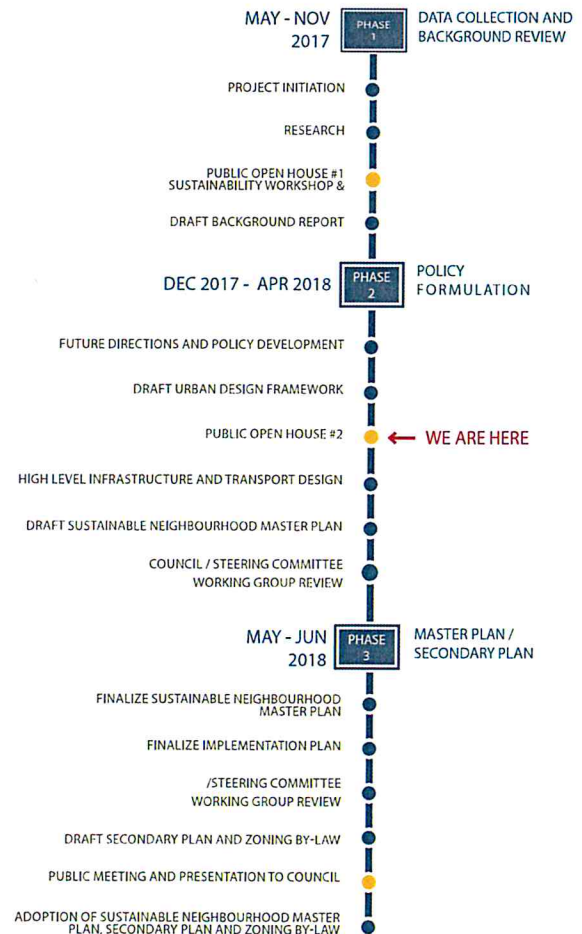 MAY - NOV
2017
PHASE
1
DATA COLLECTION AND
BACKGROUND REVIEW
PROJECT INITIATION
RESEARCH
PUBLIC OPEN HOUSE #1
SUSTAINABILITY WORKSHOP &
DRAFT BACKGROUND REPORT
DEC 2017 - APR 2018
PHASE
2
POLICY
FORMULATION
FUTURE DIRECTIONS AND POLICY DEVELOPMENT
DRAFT URBAN DESIGN FRAMEWORK
PUBLIC OPEN HOUSE #2
WE ARE HERE
HIGH LEVEL INFRASTRUCTURE AND TRANSPORT DESIGN
DRAFT SUSTAINABLE NEIGHBOURHOOD MASTER PLAN
COUNCIL / STEERING COMMITTEE
WORKING GROUP REVIEW
MAY - JUN
2018
PHASE
3
MASTER PLAN /
SECONDARY PLAN
FINALIZE SUSTAINABLE NEIGHBOURHOOD
MASTER PLAN
FINALIZE IMPLEMENTATION PLAN
/STEERING COMMITTEE
WORKING GROUP REVIEW
DRAFT SECONDARY PLAN AND ZONING BY-LAW
PUBLIC MEETING AND PRESENTATION TO COUNCIL
ADOPTION OF SUSTAINABLE NEIGHBOURHOOD MASTER
PLAN, SECONDARY PLAN AND ZONING BY-LAW